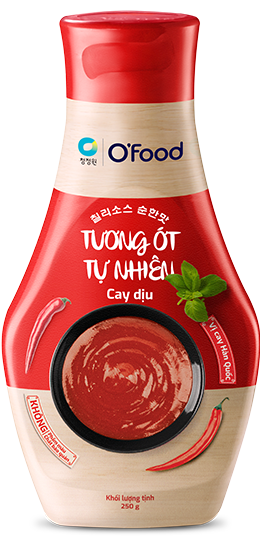 청정원
O'Food
칠리소스 순한맛
TƯƠNG ỚT
TỰ NHIÊN
Cay dịu
Vị cay Hàn Quốc
KHÔNG
Khối lượng tịnh
250 g